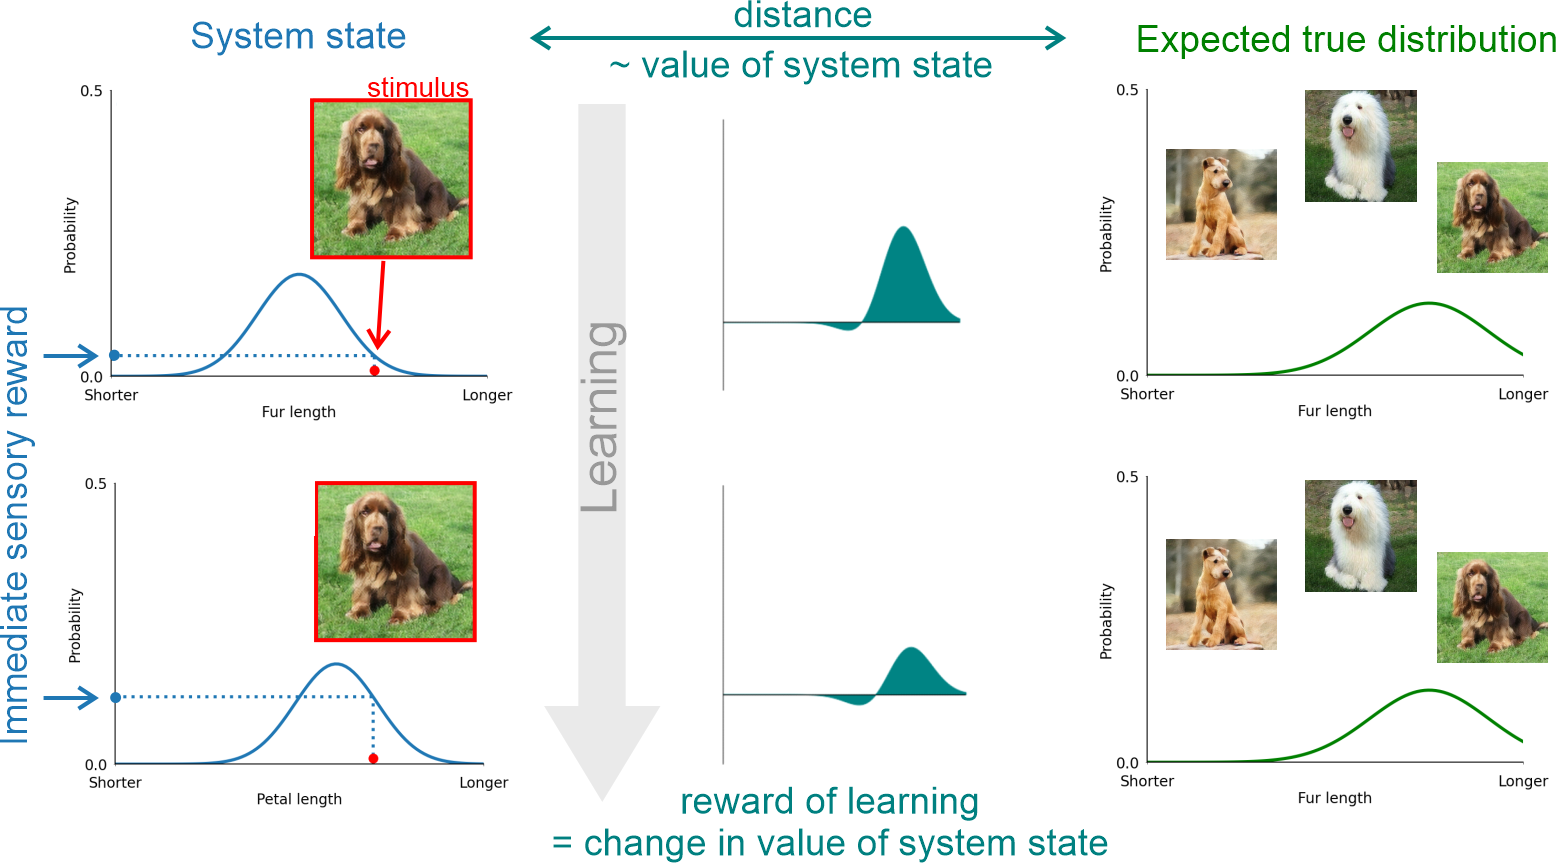 System state
distance
~ value of system state
Expected true distribution
stimulus
0.5
Probability
0.0
Shorter
Longer
Fur length
0.5
Probability
0.0
Shorter
Longer
Fur length
Immediate sensory reward
Learning
0.5
Probability
0.0
Shorter
Longer
Petal length
0.5
Probability
0.0
Shorter
Longer
Fur length
reward of learning
= change in value of system state